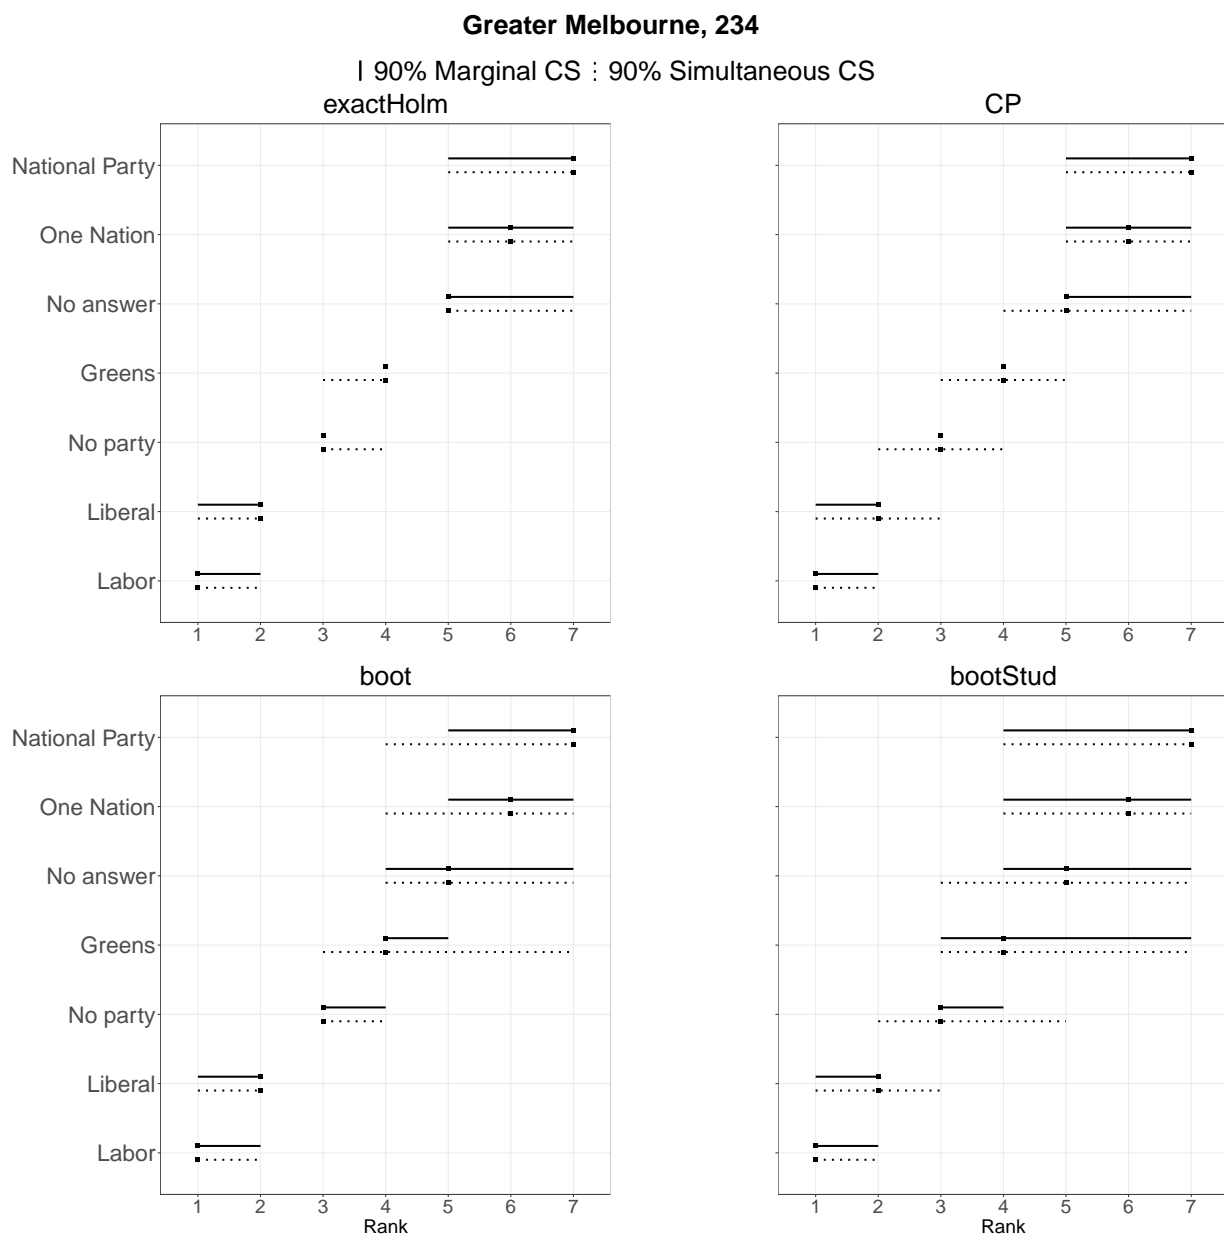 Greater Melbourne, 234
90% Marginal CS 90% Simultaneous CS
exactHolm
National Party
One Nation
No answer
Greens
No party
Liberal
Labor
1 2 3 4 5 6 7
CP
1 2 3 4 5 6 7
boot
National Party
One Nation
No answer
Greens
No party
Liberal
Labor
1 2 3 4 5 6 7
Rank
bootStud
1 2 3 4 5 6 7
Rank